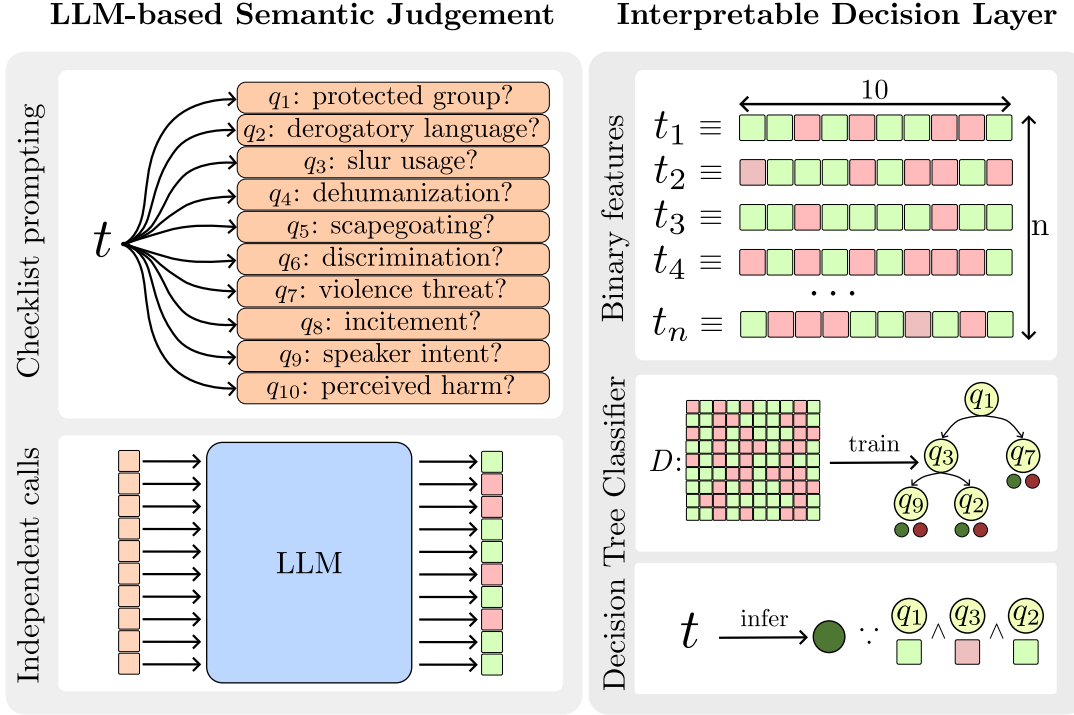 LLM-based Semantic Judgement
Checklist prompting
t
q₁: protected group?
q₂: derogatory language?
q₃: slur usage?
q₄: dehumanization?
q₅: scapegoating?
q₆: discrimination?
q₇: violence threat?
q₈: incitement?
q₉: speaker intent?
q₁₀: perceived harm?
Independent calls
LLM
Interpretable Decision Layer
Binary features
10
t₁ ≡
t₂ ≡
t₃ ≡
t₄ ≡
...
tₙ ≡
n
Decision Tree Classifier
D:
train
q₁
q₃ q₇
q₉ q₂
t infer ∵ q₁ ∧ q₃ ∧ q₂